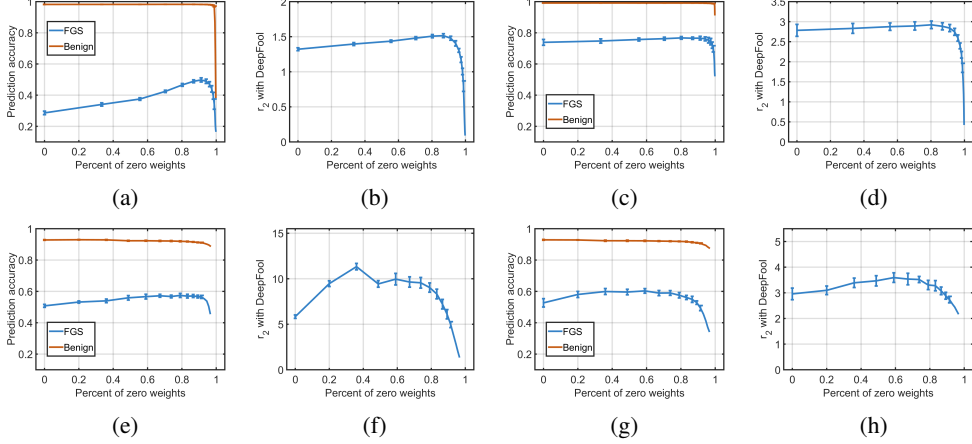 Prediction accuracy
1
0.8
0.6
0.4
0.2
FGS
Benign
0 0.2 0.4 0.6 0.8 1
Percent of zero weights
(a)
r2 with DeepFool
2
1.5
1
0.5
0
0 0.2 0.4 0.6 0.8 1
Percent of zero weights
(b)
Prediction accuracy
1
0.8
0.6
0.4
0.2
FGS
Benign
0 0.2 0.4 0.6 0.8 1
Percent of zero weights
(c)
r2 with DeepFool
3.5
3
2.5
2
1.5
1
0.5
0
0 0.2 0.4 0.6 0.8 1
Percent of zero weights
(d)
Prediction accuracy
1
0.8
0.6
0.4
0.2
FGS
Benign
0 0.2 0.4 0.6 0.8 1
Percent of zero weights
(e)
r2 with DeepFool
15
10
5
0
0 0.2 0.4 0.6 0.8 1
Percent of zero weights
(f)
Prediction accuracy
1
0.8
0.6
0.4
0.2
FGS
Benign
0 0.2 0.4 0.6 0.8 1
Percent of zero weights
(g)
r2 with DeepFool
5
4
3
2
1
0
0 0.2 0.4 0.6 0.8 1
Percent of zero weights
(h)